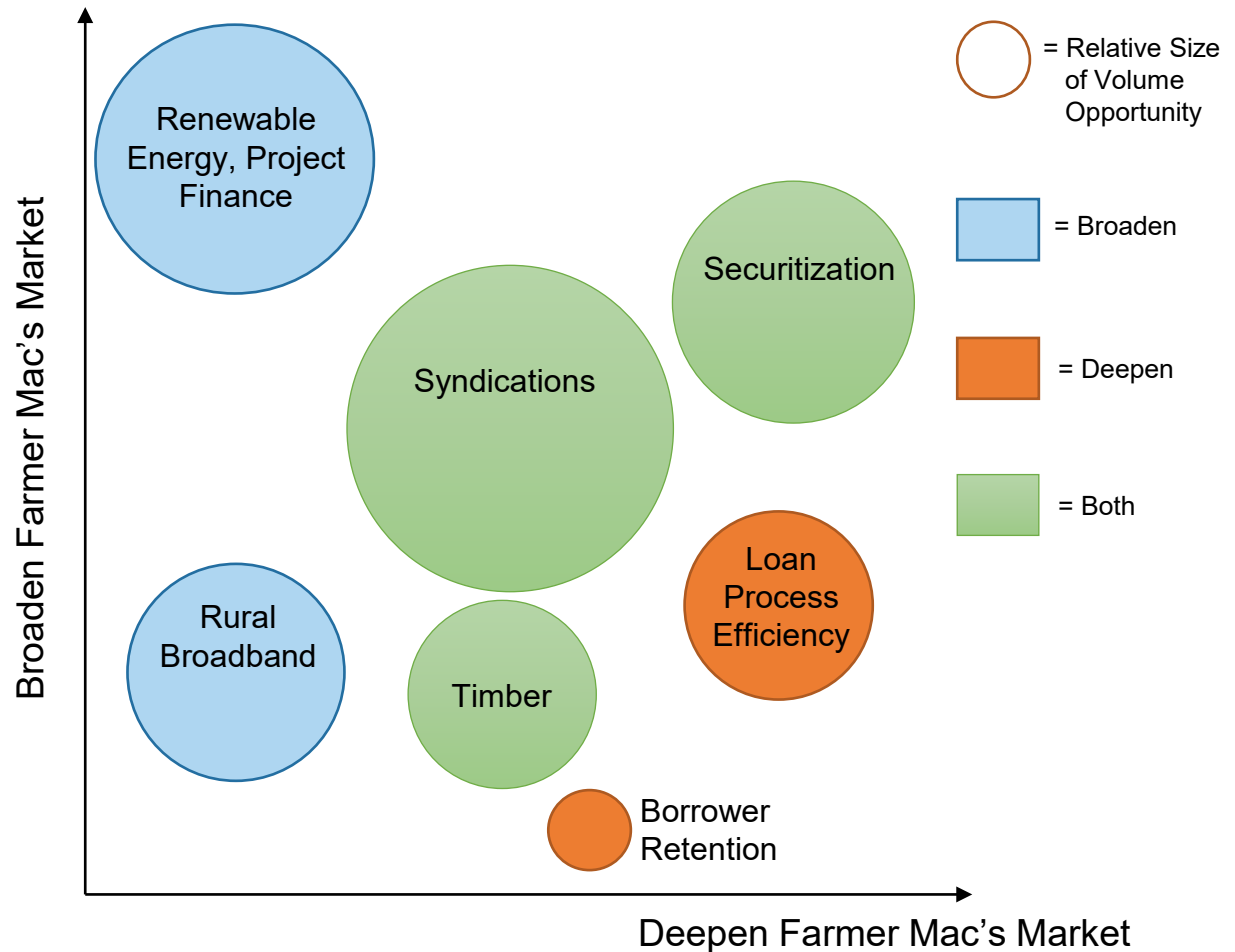 Broaden Farmer Mac’s Market
Renewable
Energy, Project
Finance
Securitization
Syndications
Loan
Process
Efficiency
Rural
Broadband
Timber
Borrower
Retention
Deepen Farmer Mac’s Market
= Relative Size
of Volume
Opportunity
= Broaden
= Deepen
= Both